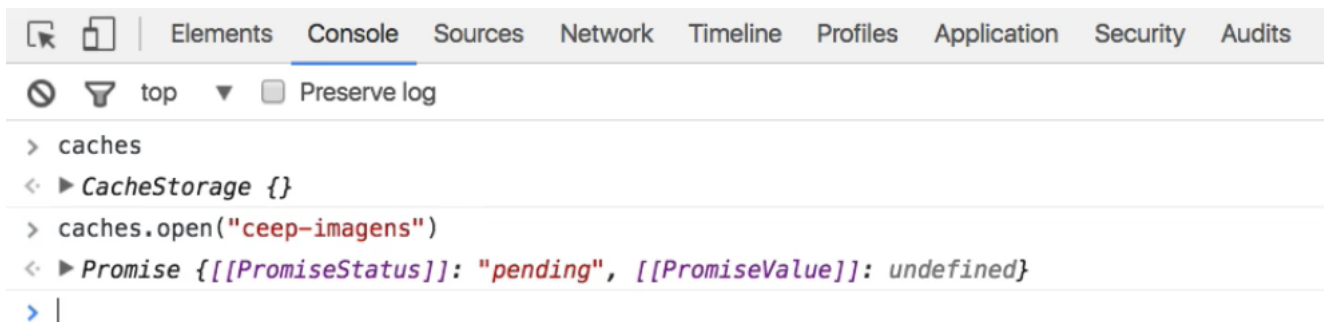 Elements Console Sources Network Timeline Profiles Application Security Audits
top Preserve log
> caches
CacheStorage {}
> caches.open("ceep-imagens")
Promise {[[PromiseStatus]]: "pending", [[PromiseValue]]: undefined}
>